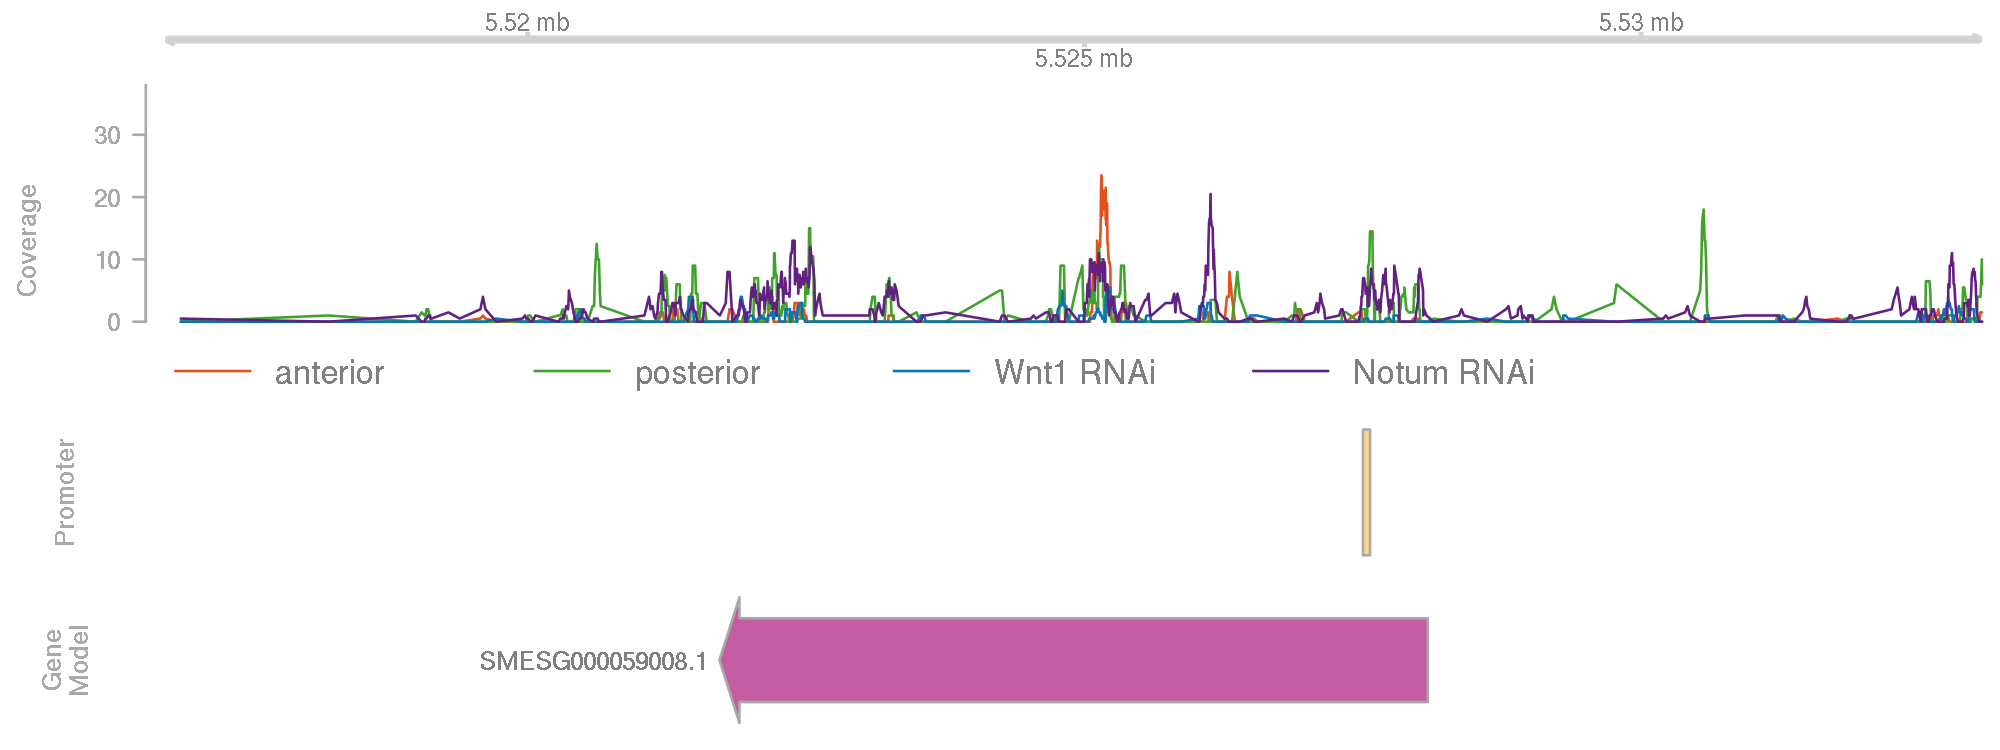 5.52 mb
5.53 mb
5.525 mb
Coverage
30
20
10
0
anterior
posterior
Wnt1 RNAi
Notum RNAi
Promoter
0
Gene
Model
SMESG000059008.1